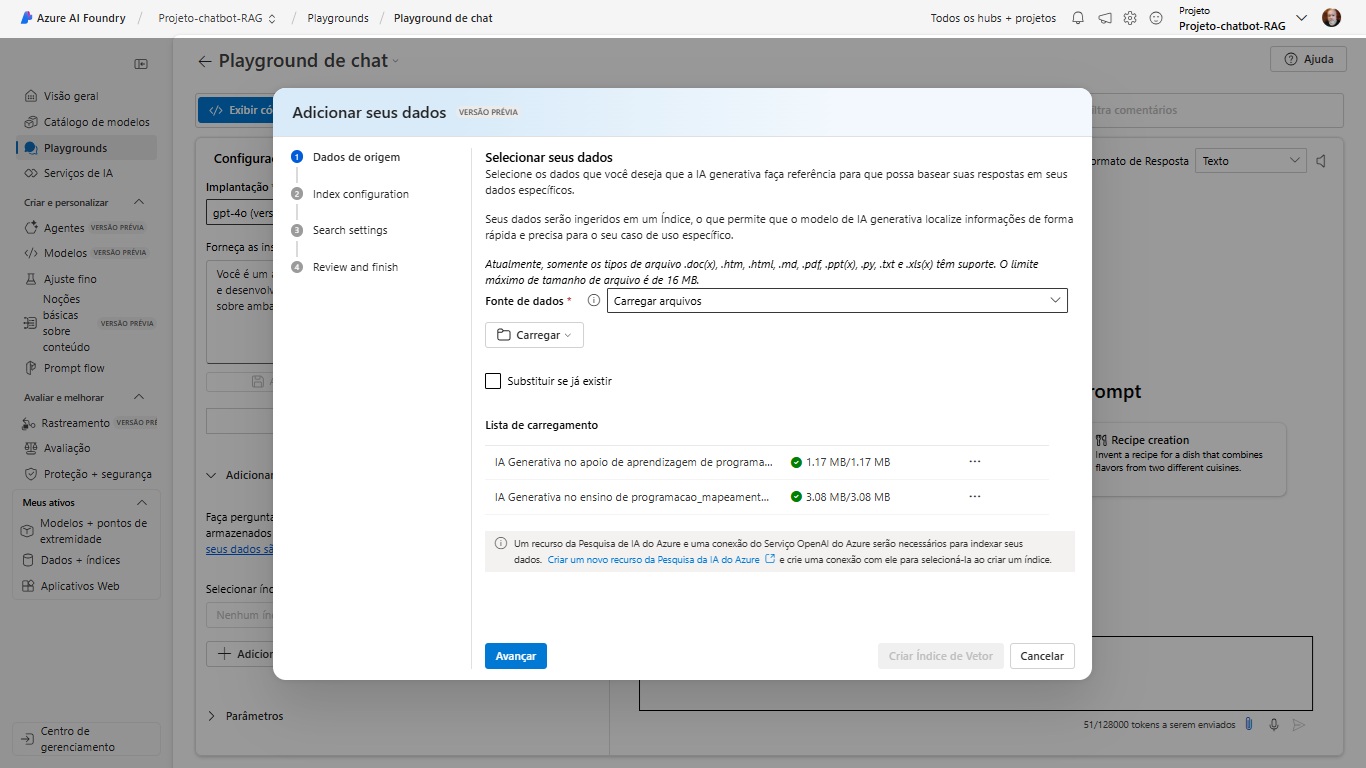 Azure AI Foundry / Projeto-chatbot-RAG / Playgrounds / Playground de chat
Todos os hubs + projetos
Projeto
Projeto-chatbot-RAG
Visão geral
Catálogo de modelos
Playgrounds
Serviços de IA
Criar e personalizar
Agentes VERSÃO PRÉVIA
Modelos VERSÃO PRÉVIA
Ajuste fino
Noções
básicas
sobre
conteúdo
VERSÃO PRÉVIA
Prompt flow
Avaliar e melhorar
Rastreamento VERSÃO PRÉ
Avaliação
Proteção + segurança
Meus ativos
Modelos + pontos de
extremidade
Dados + índices
Aplicativos Web
Centro de
gerenciamento
Playground de chat
Ajuda
Exibir có
ltra comentários
Configura
Implantação
gpt-4o (vers
Forneça as ins
Você é um a
e desenvolv
sobre amba
Adicionar
Faça pergunta
armazenados
seus dados sã
Selecionar índ
Nenhum ín
Adicion
Parâmetros
ormato de Resposta
Texto
rompt
Recipe creation
Invent a recipe for a dish that combines
flavors from two different cuisines.
51/128000 tokens a serem enviados
Adicionar seus dados VERSÃO PRÉVIA
1 Dados de origem
2 Index configuration
3 Search settings
4 Review and finish
Selecionar seus dados
Selecione os dados que você deseja que a IA generativa faça referência para que possa basear suas respostas em seus
dados específicos.
Seus dados serão ingeridos em um Índice, o que permite que o modelo de IA generativa localize informações de forma
rápida e precisa para o seu caso de uso específico.
Atualmente, somente os tipos de arquivo .doc(x), .htm, .html, .md, .pdf, .ppt(x), .py, .txt e .xls(x) têm suporte. O limite
máximo de tamanho de arquivo é de 16 MB.
Fonte de dados * Carregar arquivos
Carregar
Substituir se já existir
Lista de carregamento
IA Generativa no apoio de aprendizagem de programa... 1.17 MB/1.17 MB ...
IA Generativa no ensino de programacao_mapeament... 3.08 MB/3.08 MB ...
Um recurso da Pesquisa de IA do Azure e uma conexão do Serviço OpenAI do Azure serão necessários para indexar seus
dados. Criar um novo recurso da Pesquisa da IA do Azure e crie uma conexão com ele para selecioná-la ao criar um índice.
Avançar
Criar Índice de Vetor
Cancelar